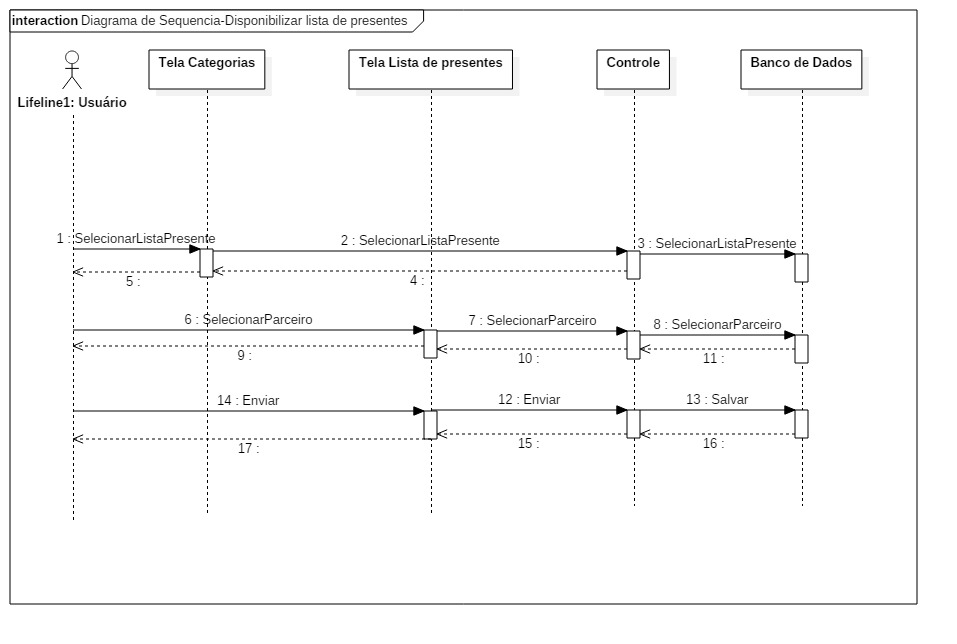 interaction Diagrama de Sequencia-Disponibilizar lista de presentes
Tela Categorias
Tela Lista de presentes
Controle
Banco de Dados
Lifeline1: Usuário
1 : SelecionarListaPresente
2 : SelecionarListaPresente
3 : SelecionarListaPresente
5 :
4 :
6 : SelecionarParceiro
7 : SelecionarParceiro
8 : SelecionarParceiro
9 :
10 :
11 :
14 : Enviar
12 : Enviar
13 : Salvar
17 :
15 :
16 :